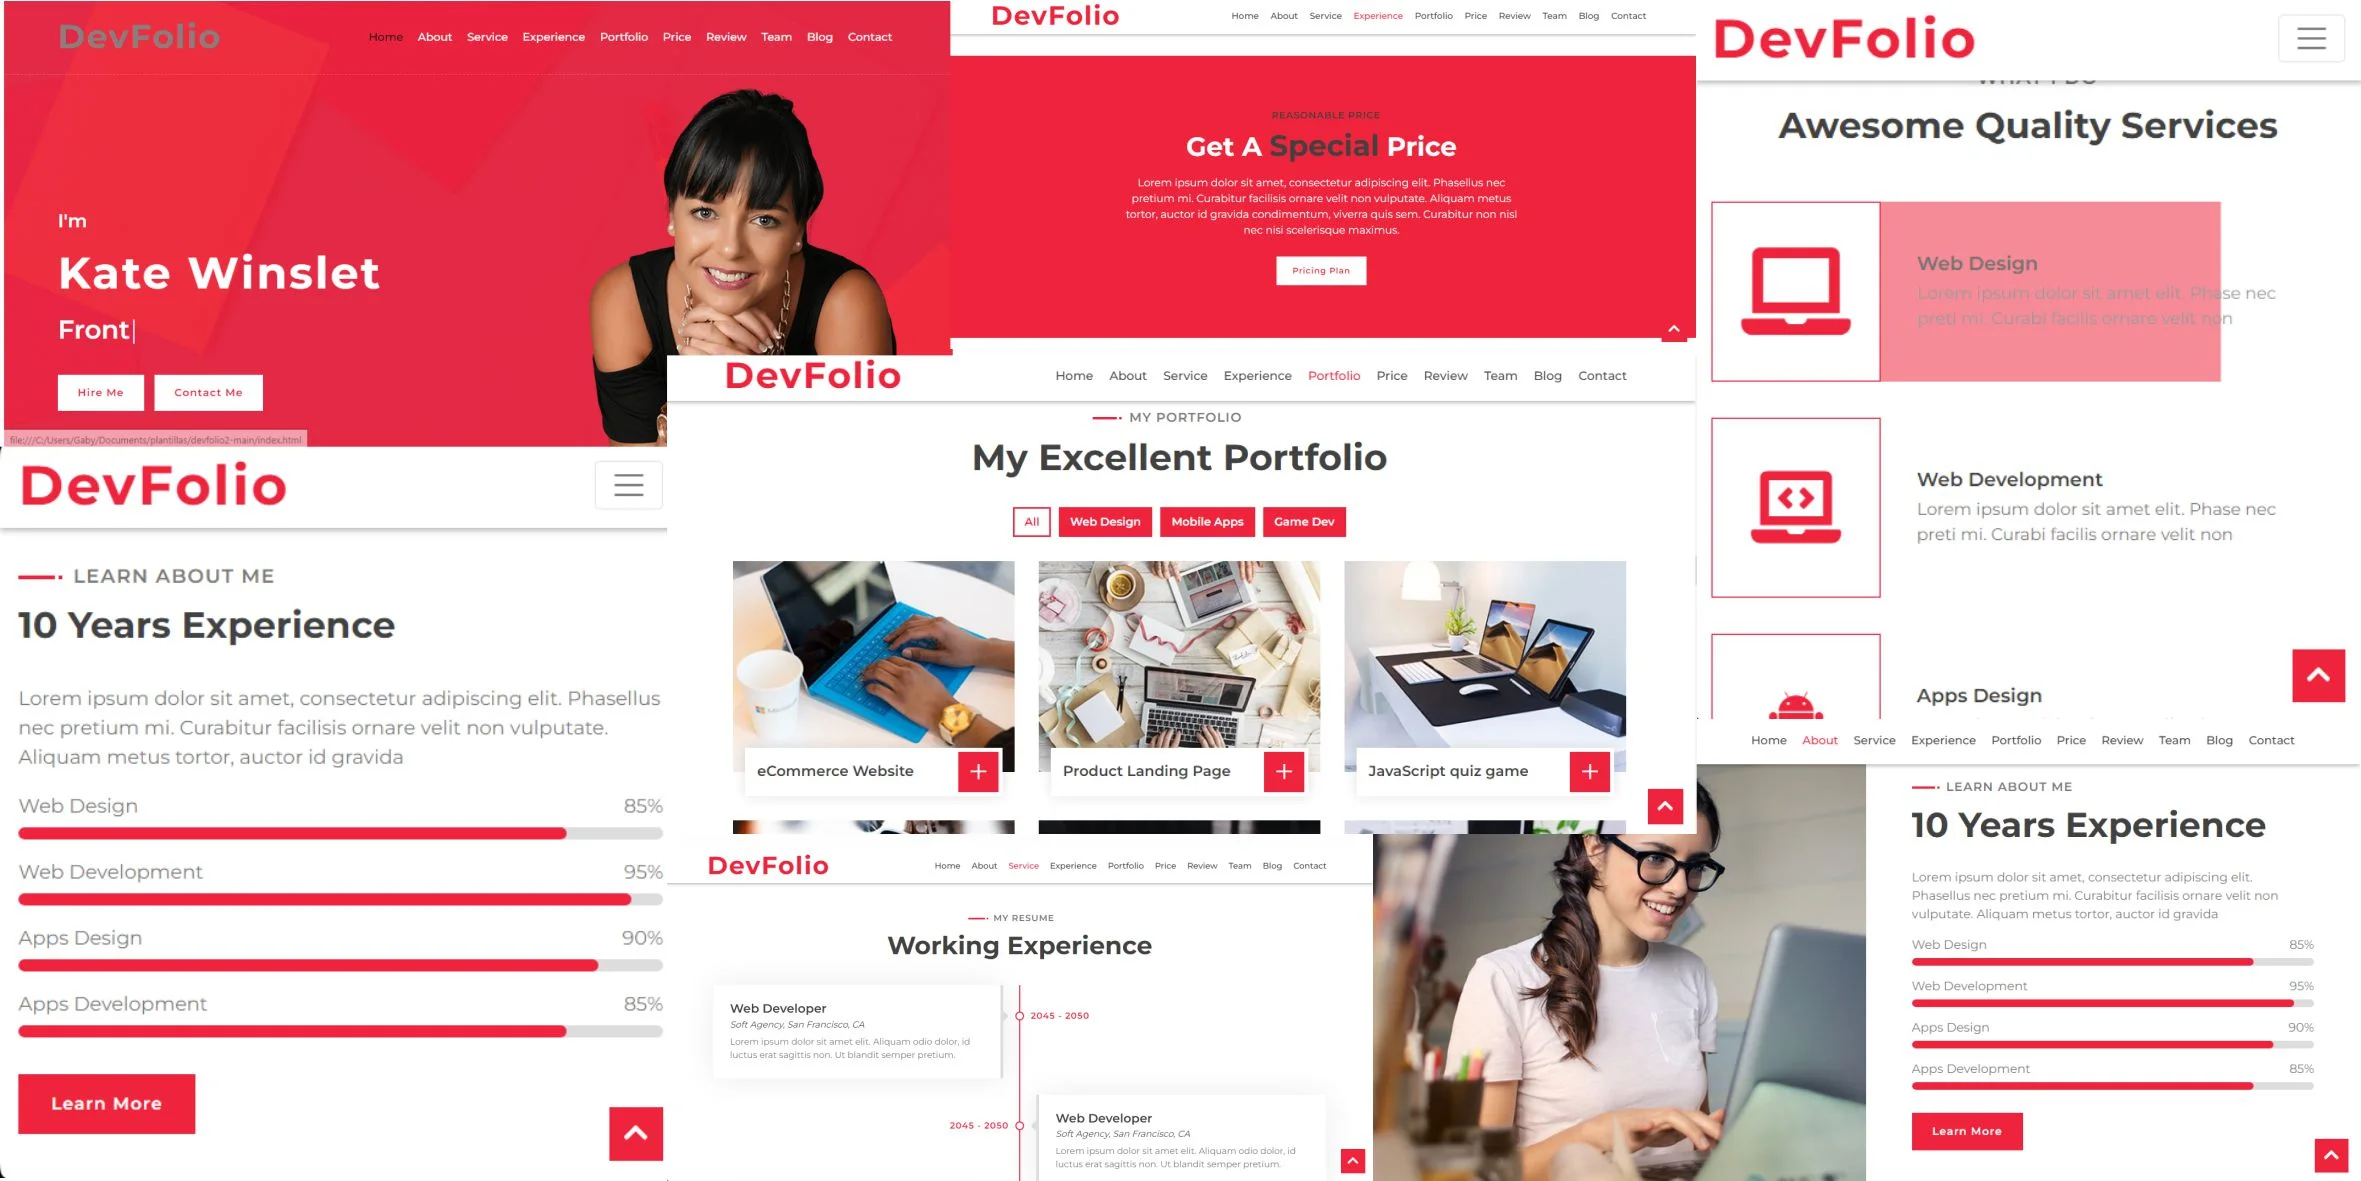 DevFolio
Home About Service Experience Portfolio Price Review Team Blog Contact
I'm
Kate Winslet
Front
Hire Me Contact Me
file:///C:/Users/Gaby/Documents/plantillas/devfolio2-main/index.html
DevFolio
Home About Service Experience Portfolio Price Review Team Blog Contact
REASONABLE PRICE
Get A Special Price
Lorem ipsum dolor sit amet, consectetur adipiscing elit. Phasellus nec
pretium mi. Curabitur facilisis ornare velit non vulputate. Aliquam metus
tortor, auctor id gravida condimentum, viverra quis sem. Curabitur non nisl
nec nisi scelerisque maximus.
Pricing Plan
DevFolio
WHAT I DO
Awesome Quality Services
Web Design
Lorem ipsum dolor sit amet elit. Phase nec
preti mi. Curabi facilis ornare velit non
Web Development
Lorem ipsum dolor sit amet elit. Phase nec
preti mi. Curabi facilis ornare velit non
Apps Design
DevFolio
LEARN ABOUT ME
10 Years Experience
Lorem ipsum dolor sit amet, consectetur adipiscing elit. Phasellus
nec pretium mi. Curabitur facilisis ornare velit non vulputate.
Aliquam metus tortor, auctor id gravida
Web Design 85%
Web Development 95%
Apps Design 90%
Apps Development 85%
Learn More
DevFolio
Home About Service Experience Portfolio Price Review Team Blog Contact
MY PORTFOLIO
My Excellent Portfolio
All Web Design Mobile Apps Game Dev
eCommerce Website
Product Landing Page
JavaScript quiz game
DevFolio
Home About Service Experience Portfolio Price Review Team Blog Contact
MY RESUME
Working Experience
Web Developer
Soft Agency, San Francisco, CA
Lorem ipsum dolor sit amet elit. Aliquam odio dolor, id
luctus erat sagittis non. Ut blandit semper pretium.
2045 - 2050
2045 - 2050
Web Developer
Soft Agency, San Francisco, CA
Lorem ipsum dolor sit amet elit. Aliquam odio dolor, id
luctus erat sagittis non. Ut blandit semper pretium.
Home About Service Experience Portfolio Price Review Team Blog Contact
LEARN ABOUT ME
10 Years Experience
Lorem ipsum dolor sit amet, consectetur adipiscing elit.
Phasellus nec pretium mi. Curabitur facilisis ornare velit non
vulputate. Aliquam metus tortor, auctor id gravida
Web Design 85%
Web Development 95%
Apps Design 90%
Apps Development 85%
Learn More